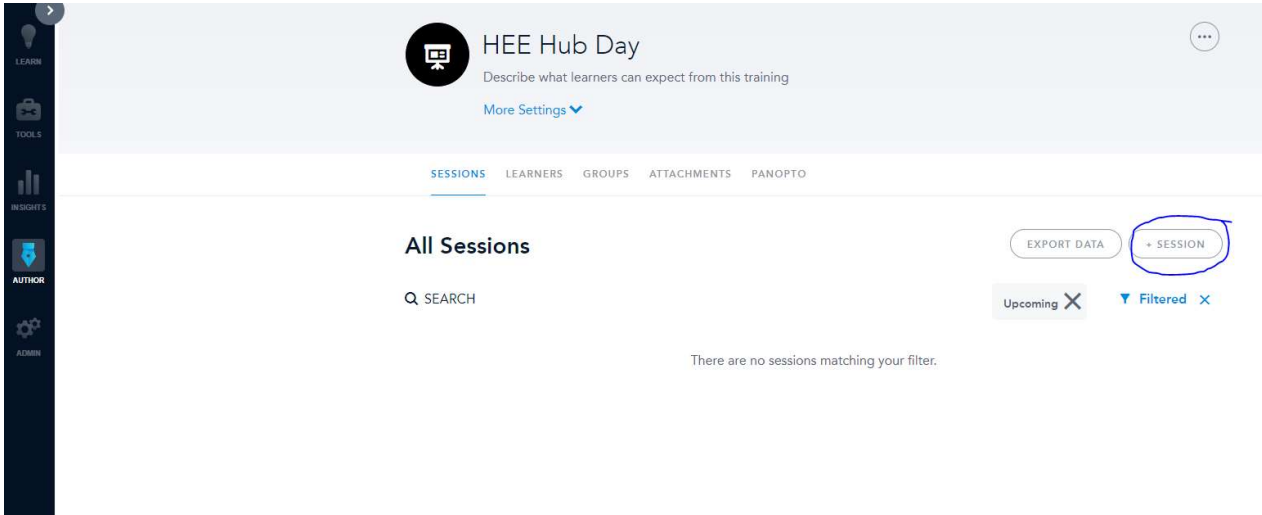 LEARN
TOOLS
INSIGHTS
AUTHOR
ADMIN
HEE Hub Day
Describe what learners can expect from this training
More Settings
SESSIONS LEARNERS GROUPS ATTACHMENTS PANOPTO
All Sessions
EXPORT DATA
+ SESSION
SEARCH
Upcoming
Filtered
There are no sessions matching your filter.